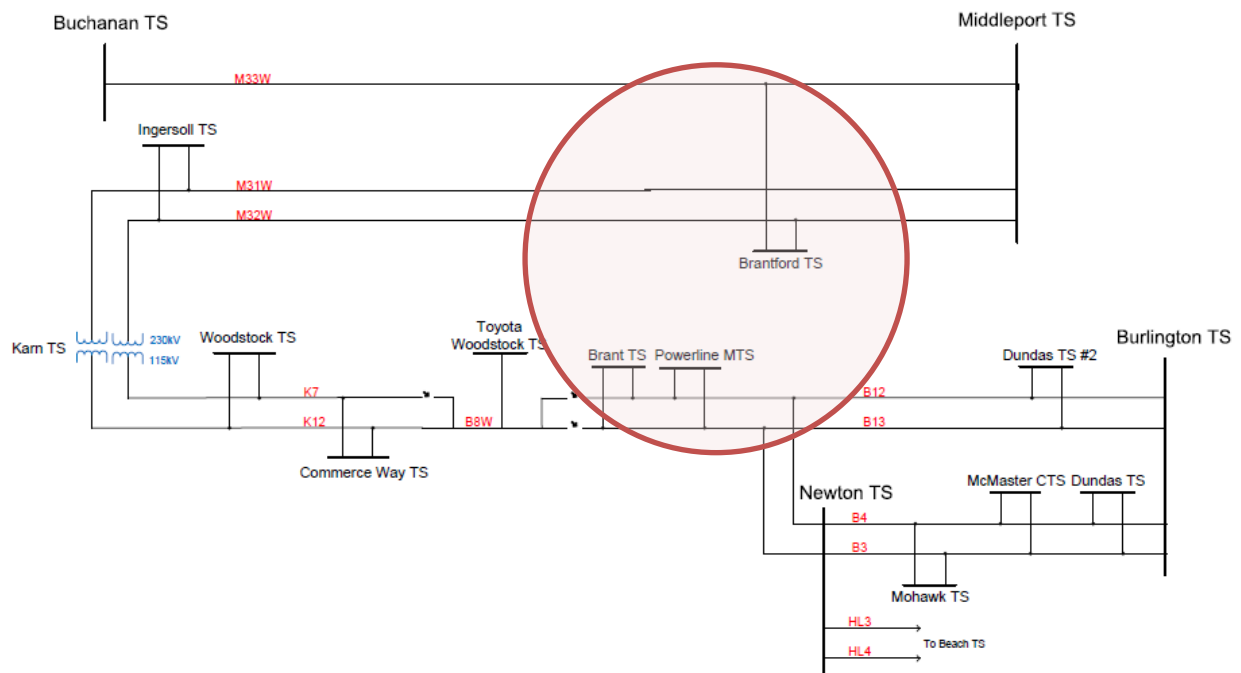 Buchanan TS
Middleport TS
M33W
Ingersoll TS
M31W
M32W
Brantford TS
Karn TS
230kV
115kV
Woodstock TS
Toyota
Woodstock TS
Brant TS
Powerline MTS
Dundas TS #2
Burlington TS
K7
B12
K12
B8W
B13
Commerce Way TS
Newton TS
McMaster CTS
Dundas TS
B4
B3
Mohawk TS
HL3
To Beach TS
HL4